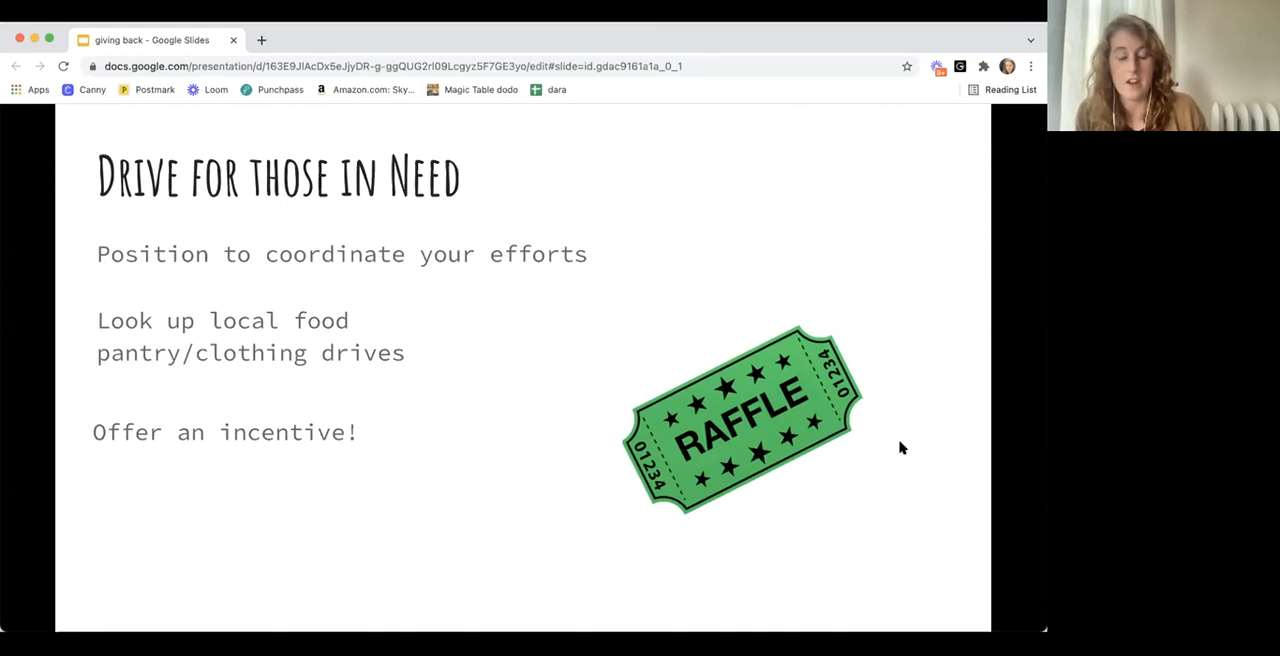 giving back - Google Slides
docs.google.com/presentation/d/163E9JlAcDx5eJjyDR-g-ggQUG2rl09Lcgyz5F7GE3yo/edit#slide=id.gdac9161a1a_0_1
9+
G
Apps
Canny
Postmark
Loom
Punchpass
Amazon.com: Sky...
Magic Table dodo
dara
Reading List
DRIVE FOR THOSE IN NEED
Position to coordinate your efforts
Look up local food
pantry/clothing drives
Offer an incentive!
01234
RAFFLE
01234